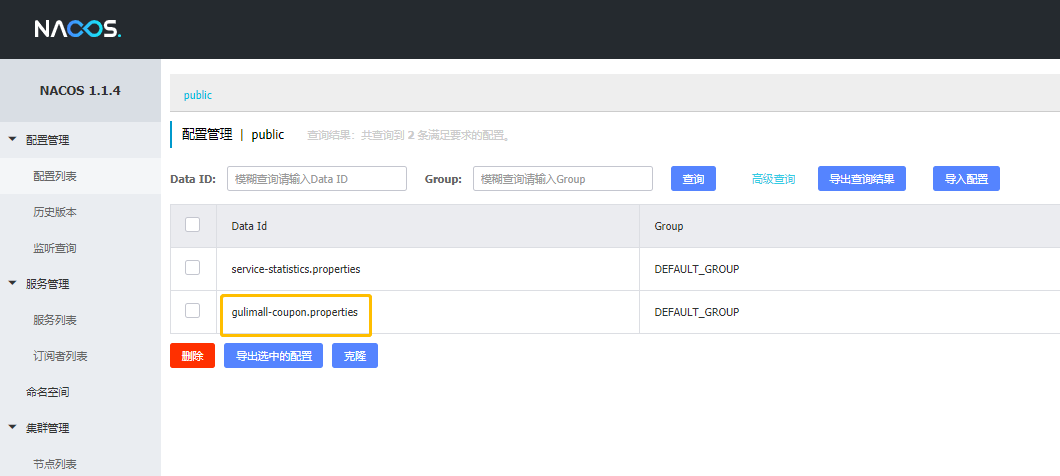 NACOS.
NACOS 1.1.4
配置管理
配置列表
历史版本
监听查询
服务管理
服务列表
订阅者列表
命名空间
集群管理
节点列表
public
配置管理 | public 查询结果：共查询到 2 条满足要求的配置。
Data ID: 模糊查询请输入Data ID Group: 模糊查询请输入Group 查询 高级查询 导出查询结果 导入配置
Data Id Group
service-statistics.properties DEFAULT_GROUP
gulimall-coupon.properties DEFAULT_GROUP
删除 导出选中的配置 克隆